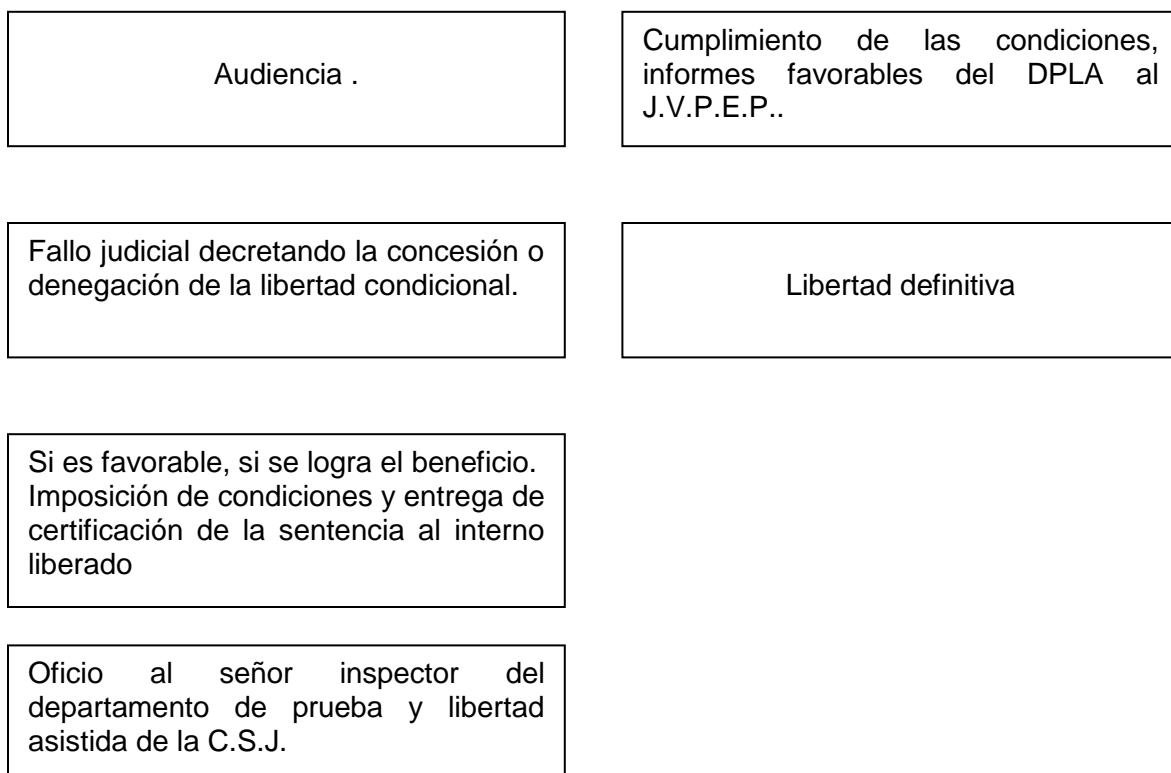 Audiencia .
Fallo judicial decretando la concesión o
denegación de la libertad condicional.
Si es favorable, si se logra el beneficio.
Imposición de condiciones y entrega de
certificación de la sentencia al interno
liberado
Oficio al señor inspector del
departamento de prueba y libertad
asistida de la C.S.J.
Cumplimiento de las condiciones,
informes favorables del DPLA al
J.V.P.E.P..
Libertad definitiva